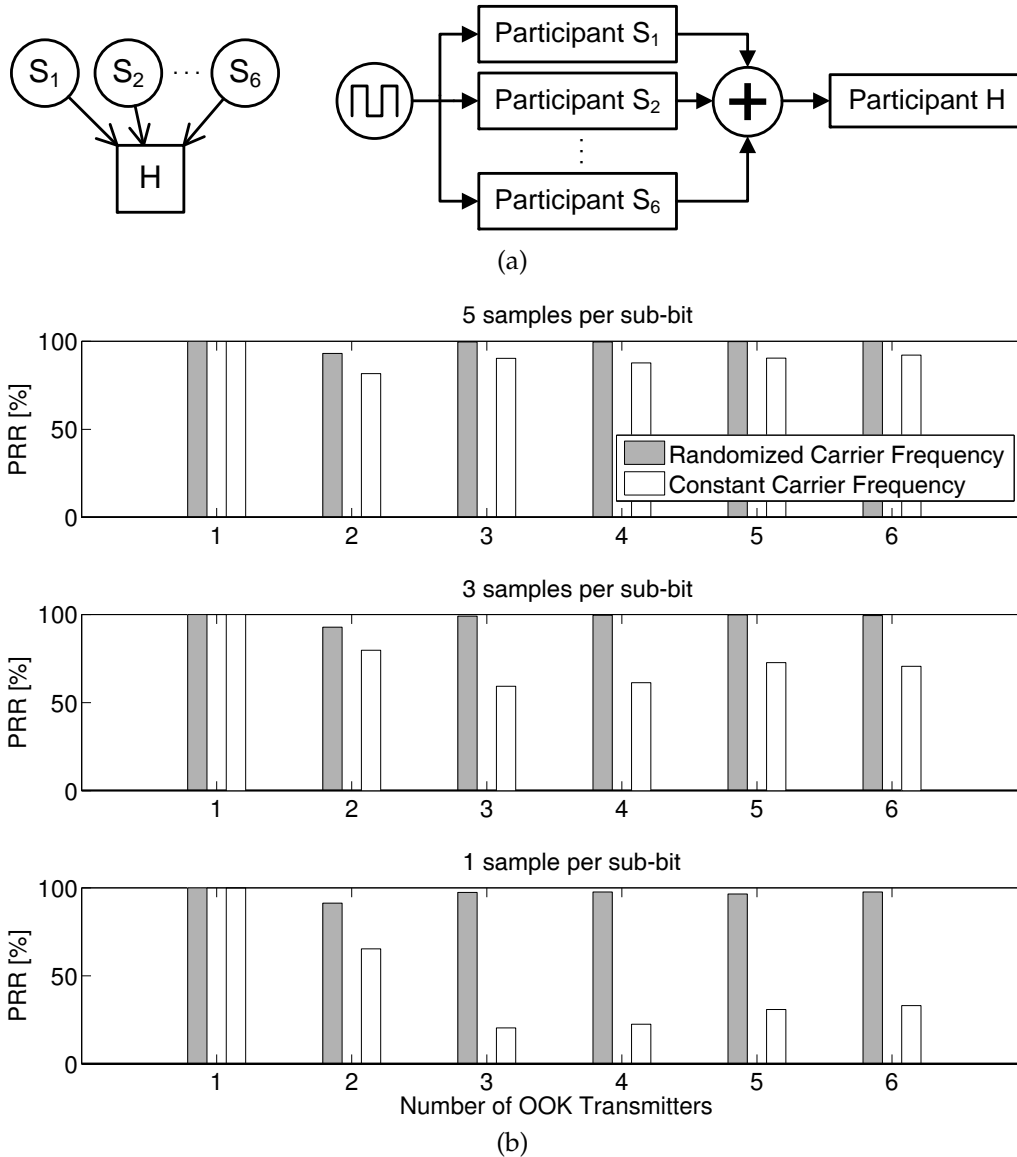 S1 S2 ··· S6
H
Participant S1
Participant S2
Participant S6
Participant H
+
(a)
5 samples per sub-bit
PRR [%]
100
50
0
1 2 3 4 5 6
Randomized Carrier Frequency
Constant Carrier Frequency
3 samples per sub-bit
PRR [%]
100
50
0
1 2 3 4 5 6
1 sample per sub-bit
PRR [%]
100
50
0
1 2 3 4 5 6
Number of OOK Transmitters
(b)